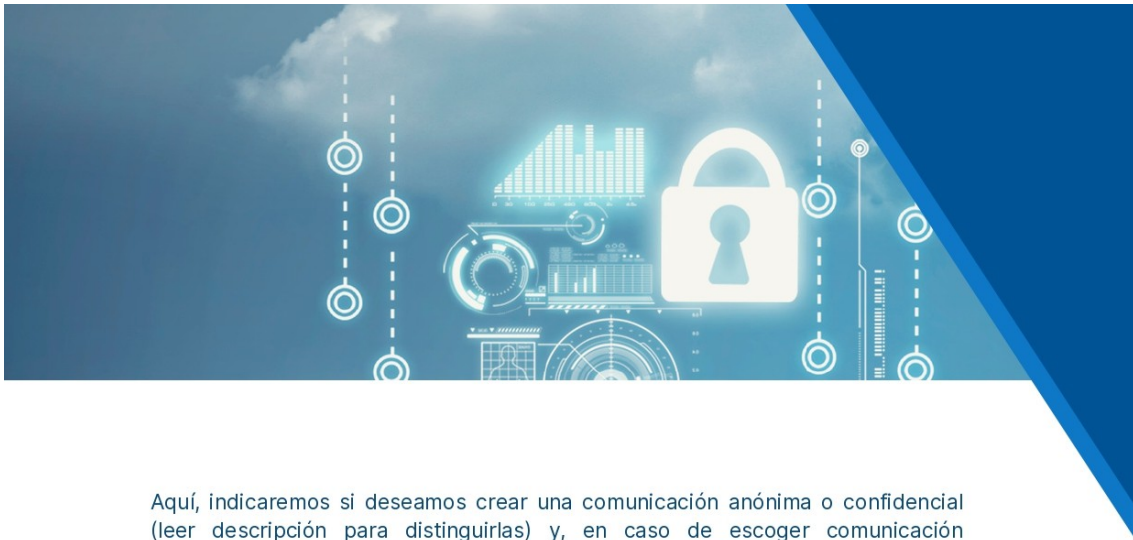 Aquí, indicaremos si deseamos crear una comunicación anónima o confidencial
(leer descripción para distinguirlas) y, en caso de escoger comunicación